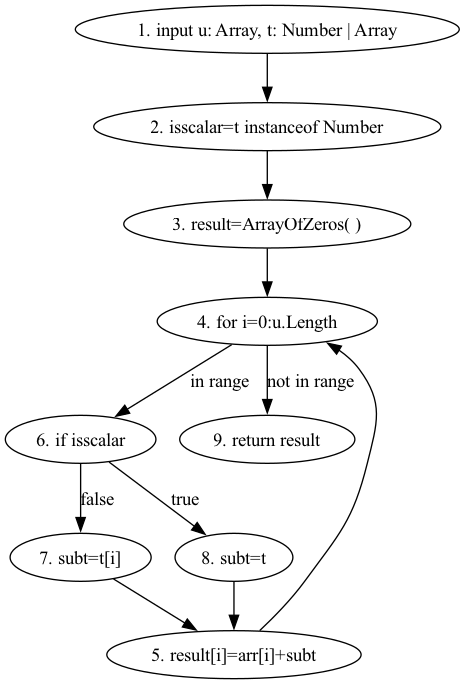 1. input u: Array, t: Number | Array
2. isscalar=t instanceof Number
3. result=ArrayOfZeros( )
4. for i=0:u.Length
in range
not in range
6. if isscalar
9. return result
false
true
7. subt=t[i]
8. subt=t
5. result[i]=arr[i]+subt